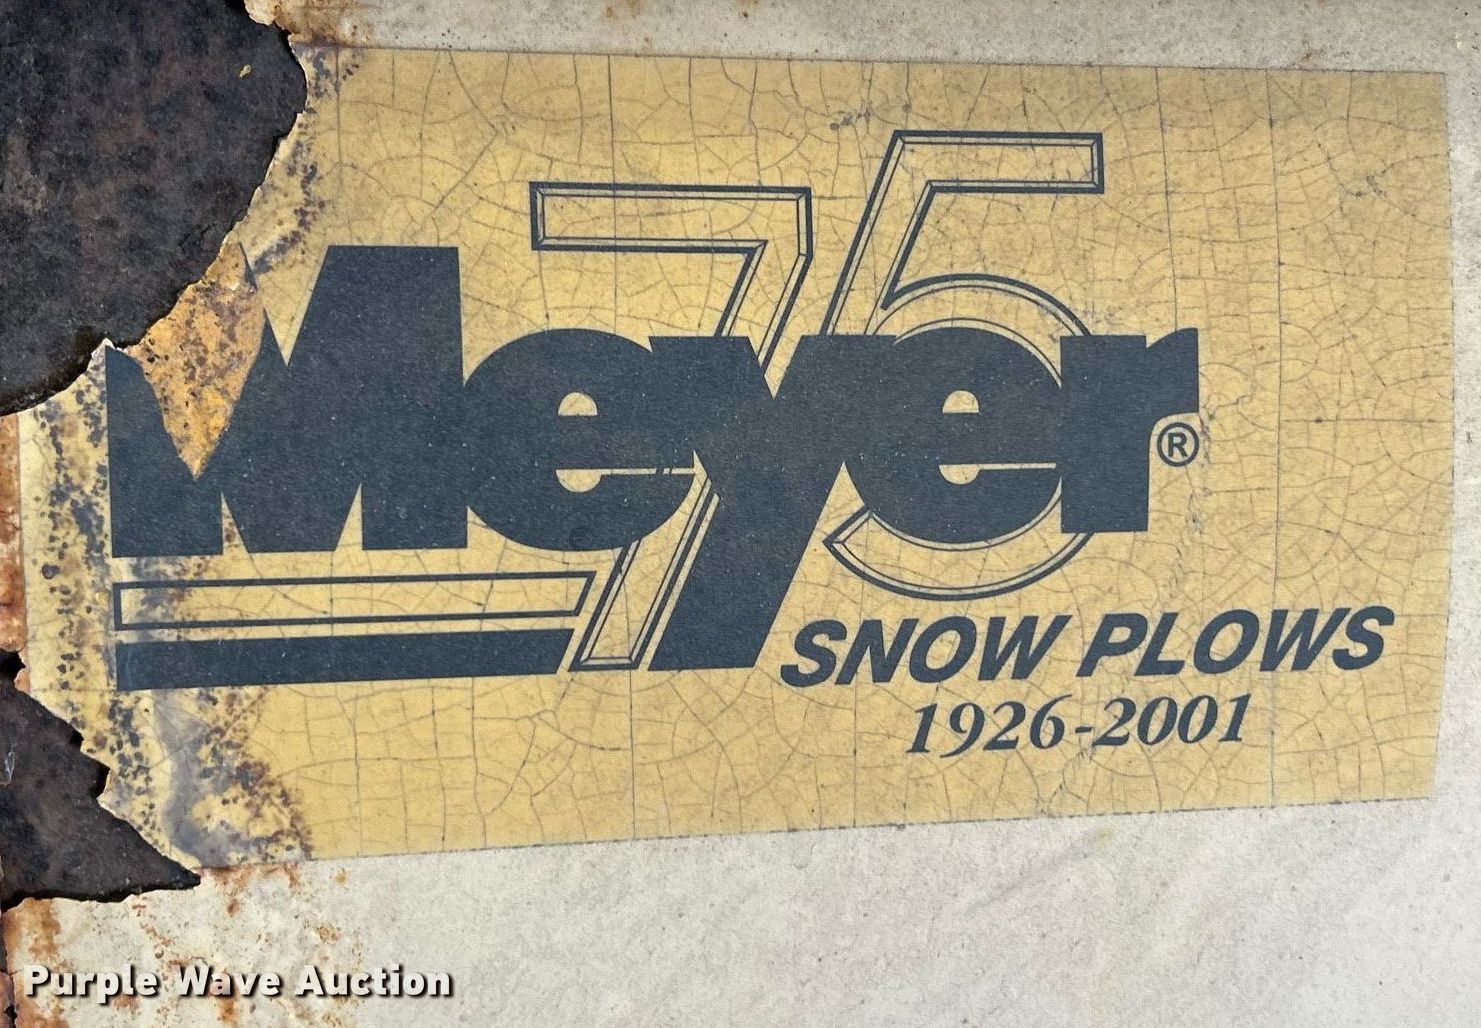 75
Meyer®
SNOW PLOWS
1926-2001
Purple Wave Auction